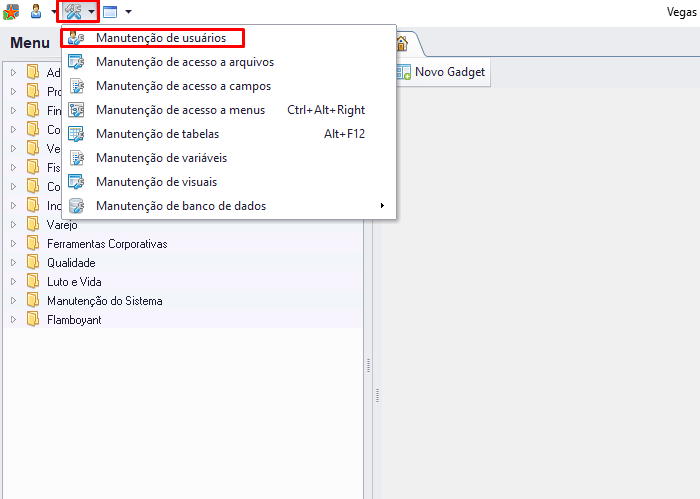 Vegas
Menu
Manutenção de usuários
Manutenção de acesso a arquivos
Manutenção de acesso a campos
Manutenção de acesso a menus Ctrl+Alt+Right
Manutenção de tabelas Alt+F12
Manutenção de variáveis
Manutenção de visuais
Manutenção de banco de dados
Novo Gadget
Ad
Pro
Fin
Co
Ve
Fis
Co
Inc
Varejo
Ferramentas Corporativas
Qualidade
Luto e Vida
Manutenção do Sistema
Flamboyant